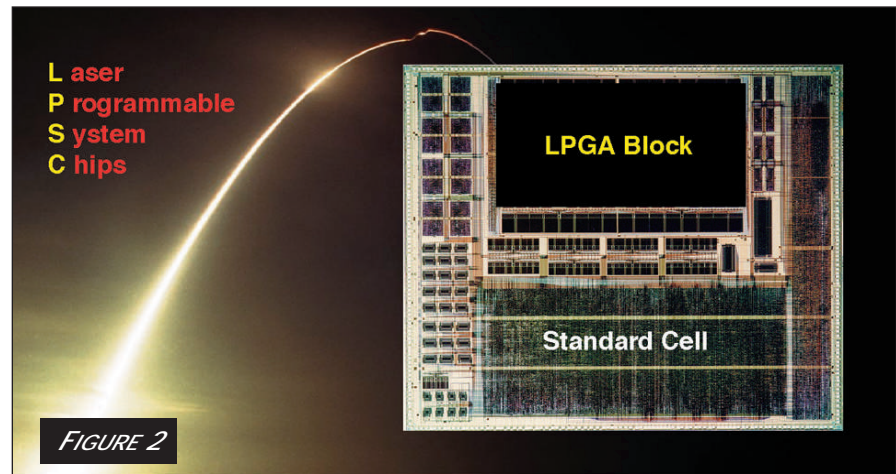 L aser
P rogrammable
S ystem
C hips
LPGA Block
Standard Cell
FIGURE 2